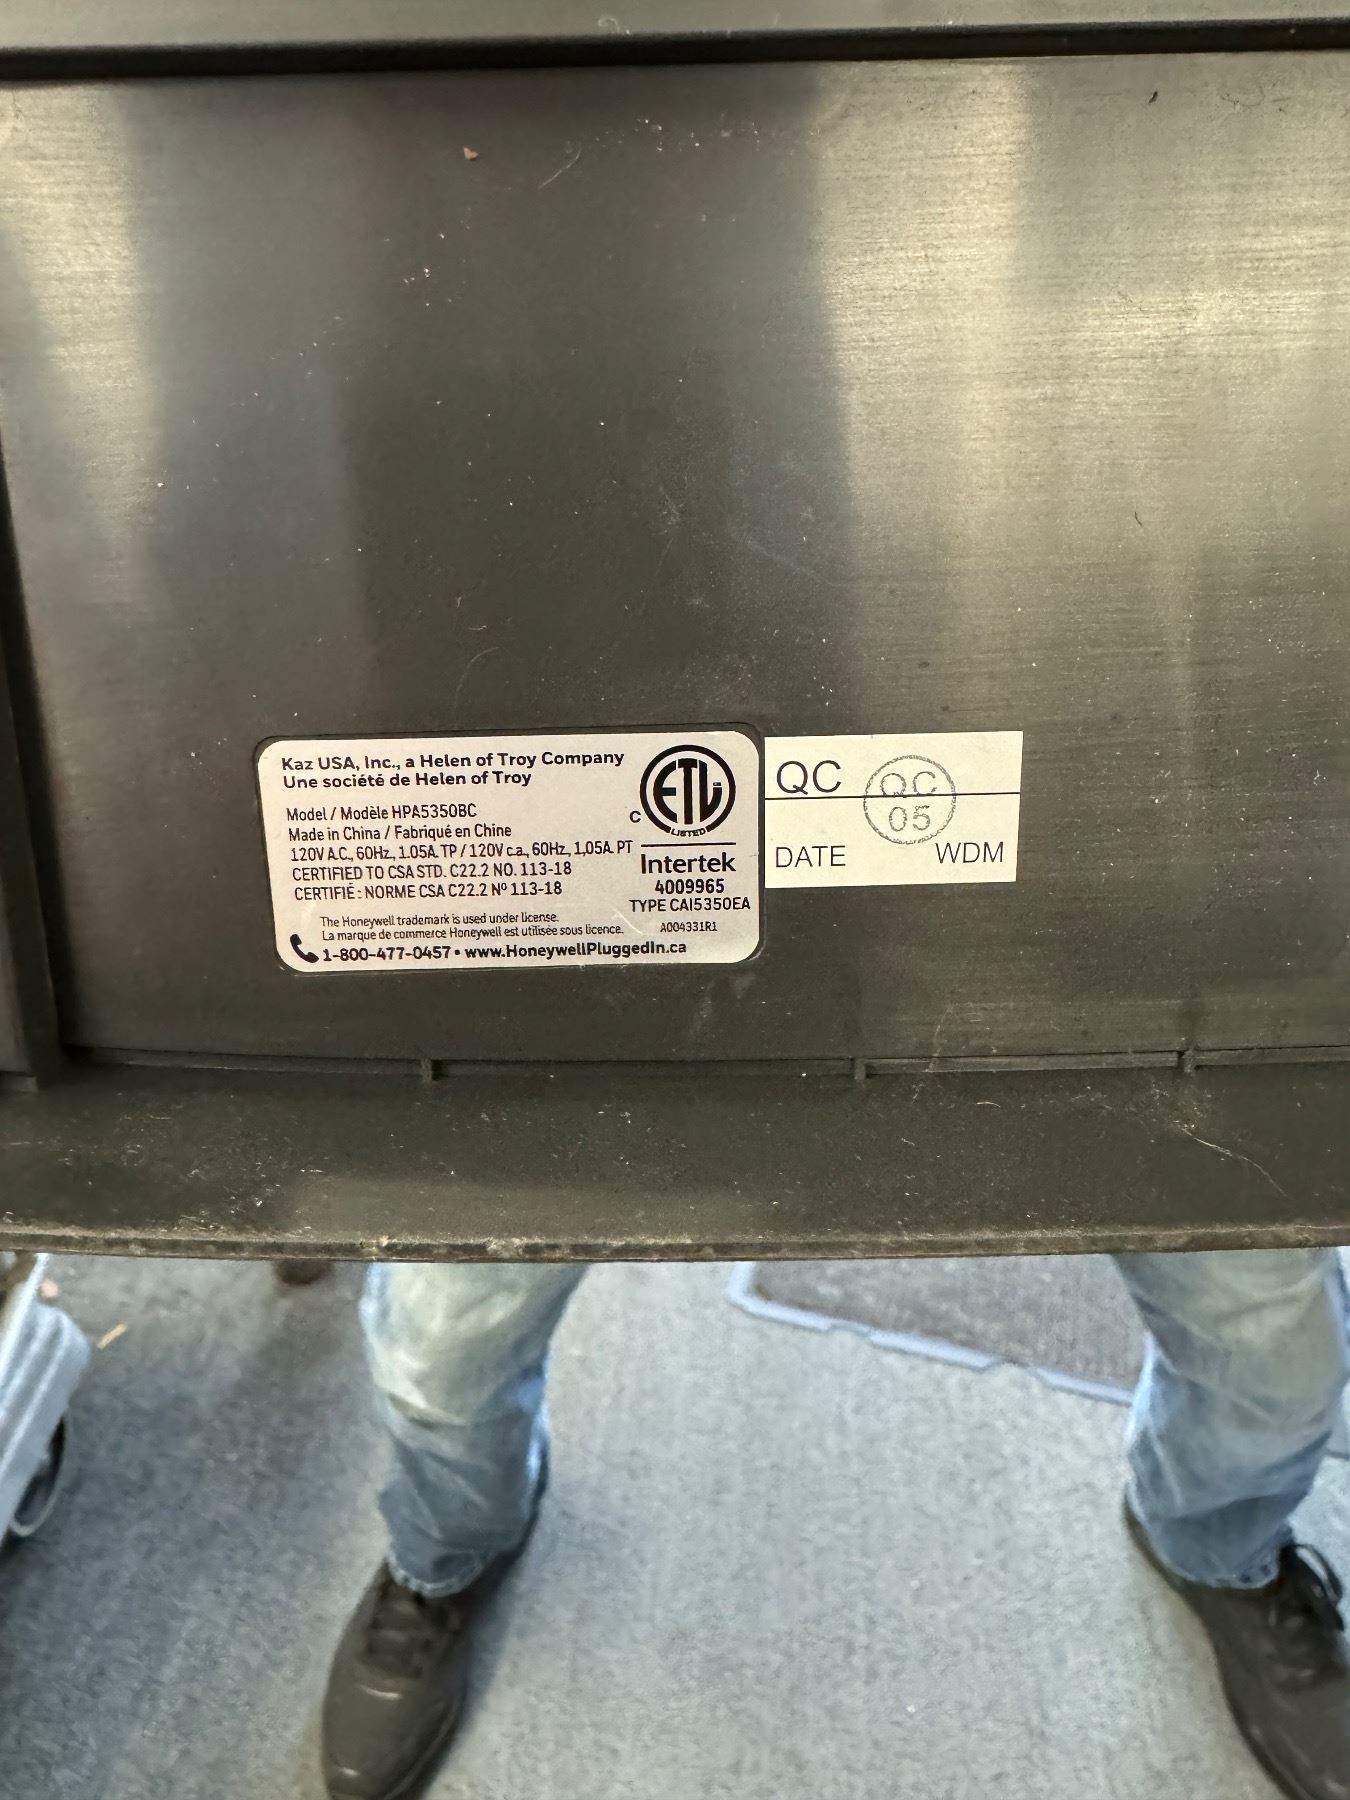 Kaz USA, Inc., a Helen of Troy Company
Une société de Helen of Troy
Model / Modèle HPA5350BC
Made in China / Fabriqué en Chine
120V A.C., 60Hz, 1.05A TP / 120V c.a., 60Hz, 1,05A PT
CERTIFIED TO CSA STD. C22.2 NO. 113-18
CERTIFIÉ : NORME CSA C22.2 Nº 113-18
The Honeywell trademark is used under license.
La marque de commerce Honeywell est utilisée sous licence.
1-800-477-0457 • www.HoneywellPluggedIn.ca
ETL
CM
C
LISTED
Intertek
4009965
TYPE CAI5350EA
A004331R1
QC
QC
05
DATE WDM